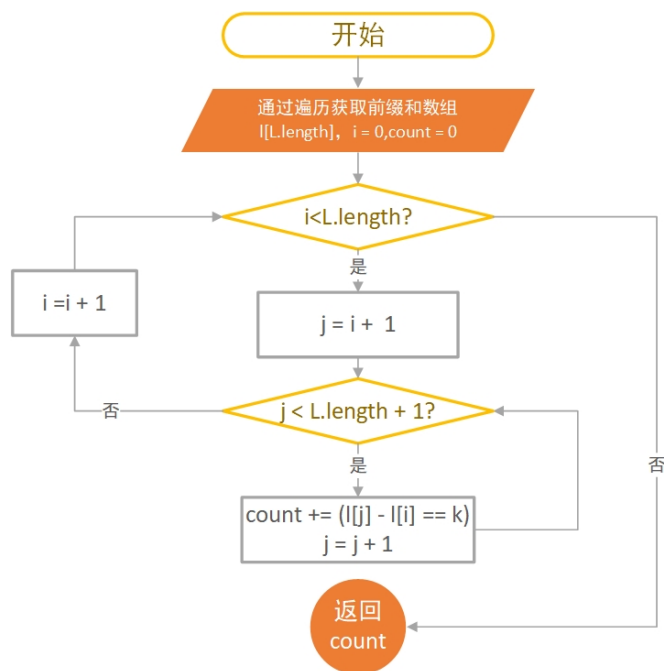 开始
通过遍历获取前缀和数组
l[L.length]， i = 0,count = 0
i<L.length?
是
i =i + 1
j = i + 1
j < L.length + 1?
否
是
否
count += (l[j] - l[i] == k)
j = j + 1
返回
count